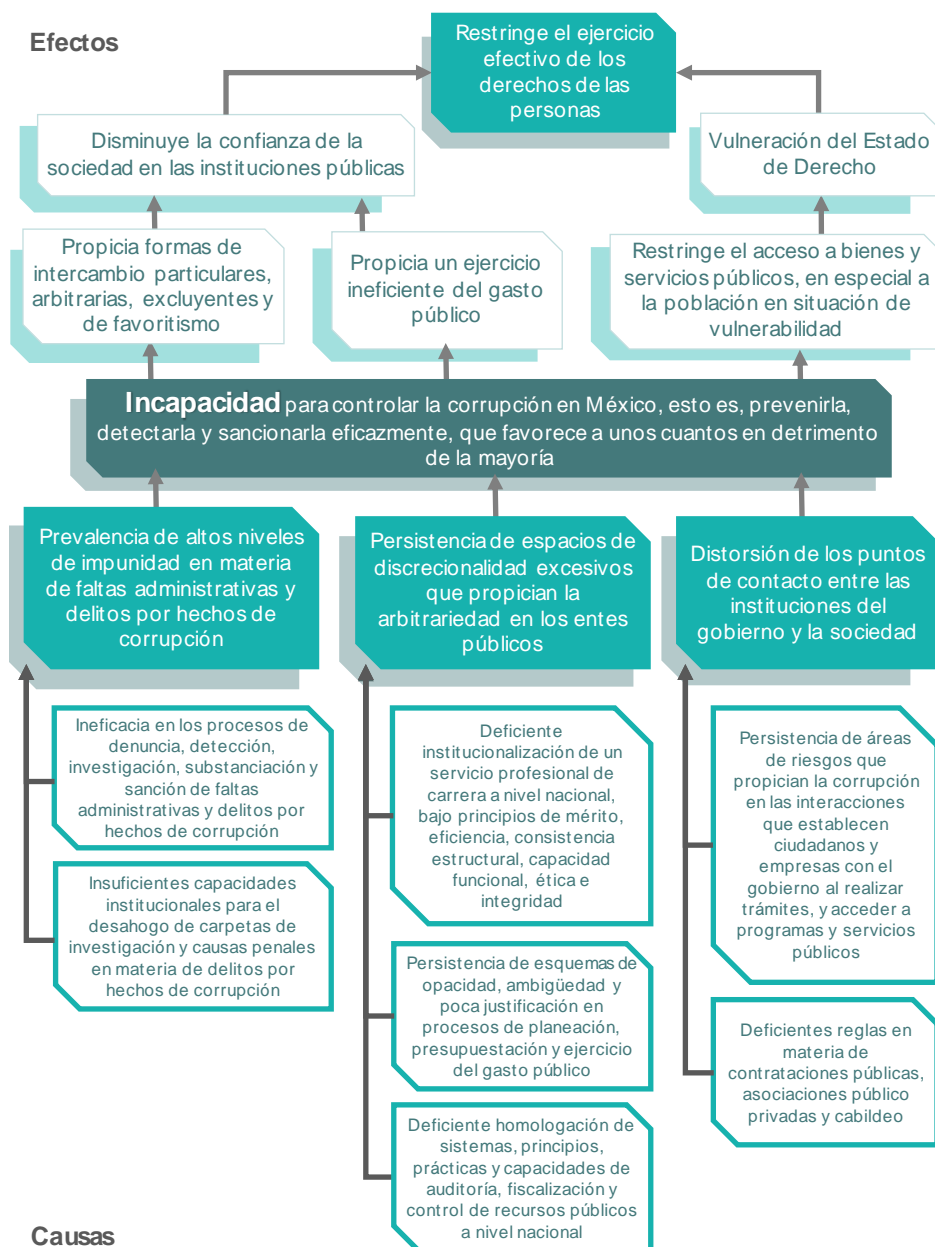 Efectos
Restringe el ejercicio
efectivo de los
derechos de las
personas
Disminuye la confianza de la
sociedad en las instituciones públicas
Vulneración del Estado
de Derecho
Propicia formas de
intercambio particulares,
arbitrarias, excluyentes y
de favoritismo
Propicia un ejercicio
ineficiente del gasto
público
Restringe el acceso a bienes y
servicios públicos, en especial a
la población en situación de
vulnerabilidad
Incapacidad para controlar la corrupción en México, esto es, prevenirla,
detectarla y sancionarla eficazmente, que favorece a unos cuantos en detrimento
de la mayoría
Prevalencia de altos niveles
de impunidad en materia
de faltas administrativas y
delitos por hechos de
corrupción
Persistencia de espacios de
discrecionalidad excesivos
que propician la
arbitrariedad en los entes
públicos
Distorsión de los puntos
de contacto entre las
instituciones del
gobierno y la sociedad
Ineficacia en los procesos de
denuncia, detección,
investigación, substanciación y
sanción de faltas
administrativas y delitos por
hechos de corrupción
Insuficientes capacidades
institucionales para el
desahogo de carpetas de
investigación y causas penales
en materia de delitos por
hechos de corrupción
Deficiente
institucionalización de un
servicio profesional de
carrera a nivel nacional,
bajo principios de mérito,
eficiencia, consistencia
estructural, capacidad
funcional, ética e
integridad
Persistencia de esquemas de
opacidad, ambigüedad y
poca justificación en
procesos de planeación,
presupuestación y ejercicio
del gasto público
Deficiente homologación de
sistemas, principios,
prácticas y capacidades de
auditoría, fiscalización y
control de recursos públicos
a nivel nacional
Persistencia de áreas
de riesgos que
propician la corrupción
en las interacciones
que establecen
ciudadanos y
empresas con el
gobierno al realizar
trámites, y acceder a
programas y servicios
públicos
Deficientes reglas en
materia de
contrataciones públicas,
asociaciones público
privadas y cabildeo
Causas